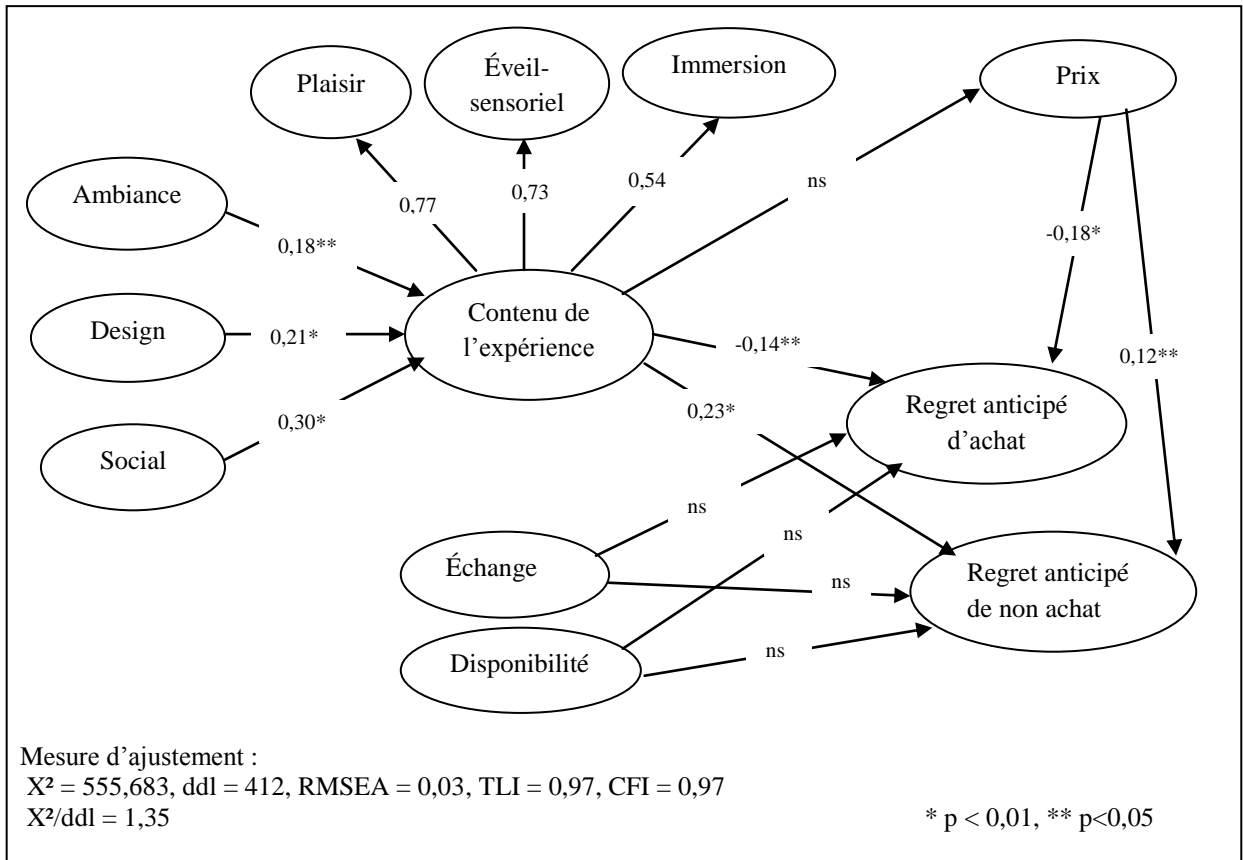 Plaisir
Éveil-
sensoriel
Immersion
Prix
Ambiance
0,77
0,73
0,54
ns
0,18**
-0,18*
Design
0,21*
Contenu de
l’expérience
-0,14**
0,12**
0,23*
Regret anticipé
d’achat
Social
0,30*
ns
ns
Échange
ns
Regret anticipé
de non achat
Disponibilité
ns
Mesure d’ajustement :
X² = 555,683, ddl = 412, RMSEA = 0,03, TLI = 0,97, CFI = 0,97
X²/ddl = 1,35
* p < 0,01, ** p<0,05